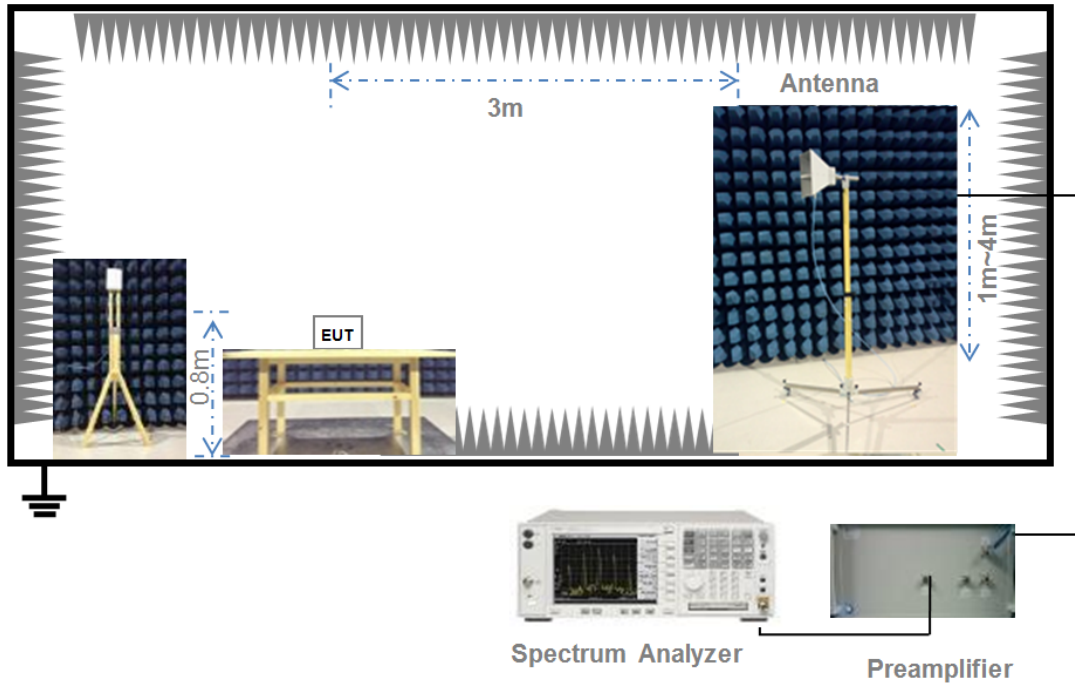 Antenna
3m
1m~4m
EUT
0.8m
Spectrum Analyzer
Preamplifier